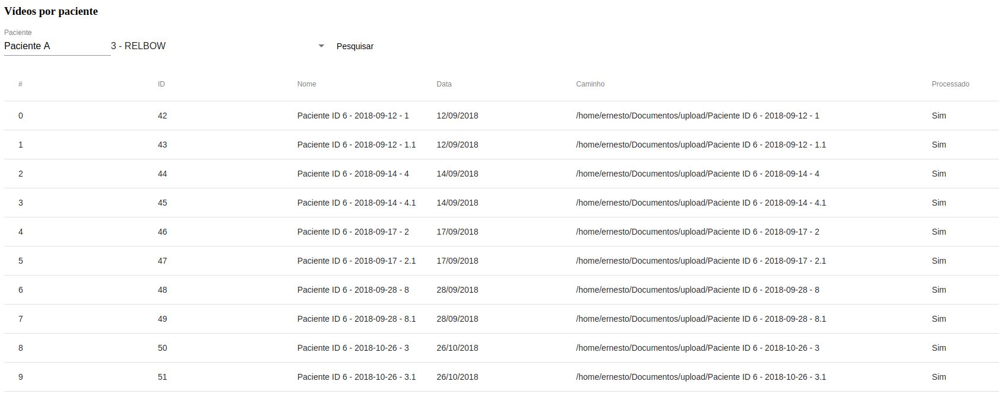 Vídeos por paciente
Paciente
Paciente A 3 - RELBOW Pesquisar
# ID Nome Data Caminho Processado
0 42 Paciente ID 6 - 2018-09-12 - 1 12/09/2018 /home/ernesto/Documentos/upload/Paciente ID 6 - 2018-09-12 - 1 Sim
1 43 Paciente ID 6 - 2018-09-12 - 1.1 12/09/2018 /home/ernesto/Documentos/upload/Paciente ID 6 - 2018-09-12 - 1.1 Sim
2 44 Paciente ID 6 - 2018-09-14 - 4 14/09/2018 /home/ernesto/Documentos/upload/Paciente ID 6 - 2018-09-14 - 4 Sim
3 45 Paciente ID 6 - 2018-09-14 - 4.1 14/09/2018 /home/ernesto/Documentos/upload/Paciente ID 6 - 2018-09-14 - 4.1 Sim
4 46 Paciente ID 6 - 2018-09-17 - 2 17/09/2018 /home/ernesto/Documentos/upload/Paciente ID 6 - 2018-09-17 - 2 Sim
5 47 Paciente ID 6 - 2018-09-17 - 2.1 17/09/2018 /home/ernesto/Documentos/upload/Paciente ID 6 - 2018-09-17 - 2.1 Sim
6 48 Paciente ID 6 - 2018-09-28 - 8 28/09/2018 /home/ernesto/Documentos/upload/Paciente ID 6 - 2018-09-28 - 8 Sim
7 49 Paciente ID 6 - 2018-09-28 - 8.1 28/09/2018 /home/ernesto/Documentos/upload/Paciente ID 6 - 2018-09-28 - 8.1 Sim
8 50 Paciente ID 6 - 2018-10-26 - 3 26/10/2018 /home/ernesto/Documentos/upload/Paciente ID 6 - 2018-10-26 - 3 Sim
9 51 Paciente ID 6 - 2018-10-26 - 3.1 26/10/2018 /home/ernesto/Documentos/upload/Paciente ID 6 - 2018-10-26 - 3.1 Sim